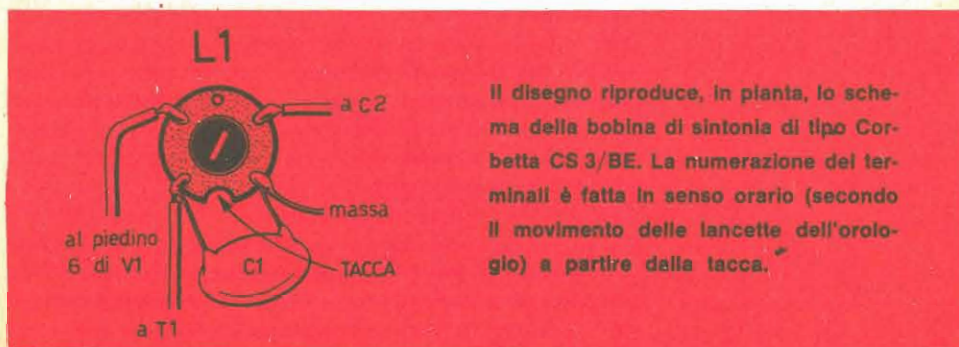 L1
a C2
massa
al piedino
6 di V1
C1
TACCA
a T1
Il disegno riproduce, in pianta, lo sche-
ma della bobina di sintonia di tipo Cor-
betta CS 3/BE. La numerazione dei ter-
minali è fatta in senso orario (secondo
il movimento delle lancette dell'orolo-
gio) a partire dalla tacca.